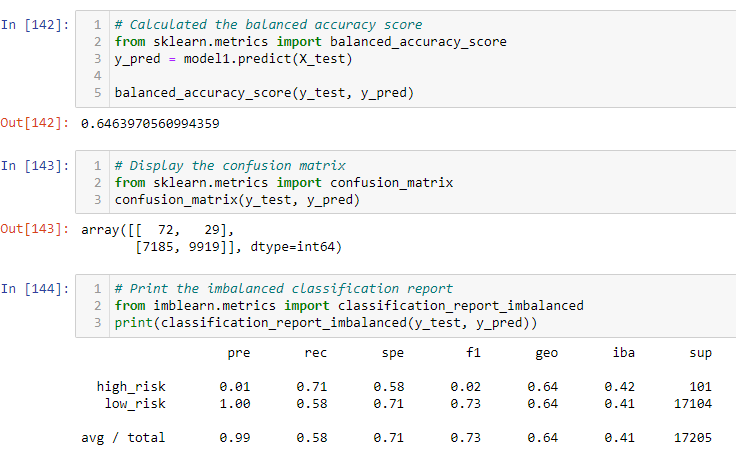 In [142]:
1 # Calculated the balanced accuracy score
2 from sklearn.metrics import balanced_accuracy_score
3 y_pred = model1.predict(X_test)
4
5 balanced_accuracy_score(y_test, y_pred)
Out[142]: 0.6463970560994359
In [143]:
1 # Display the confusion matrix
2 from sklearn.metrics import confusion_matrix
3 confusion_matrix(y_test, y_pred)
Out[143]: array([[  72,   29],
       [7185, 9919]], dtype=int64)
In [144]:
1 # Print the imbalanced classification report
2 from imblearn.metrics import classification_report_imbalanced
3 print(classification_report_imbalanced(y_test, y_pred))
pre rec spe f1 geo iba sup
high_risk 0.01 0.71 0.58 0.02 0.64 0.42 101
low_risk 1.00 0.58 0.71 0.73 0.64 0.41 17104
avg / total 0.99 0.58 0.71 0.73 0.64 0.41 17205